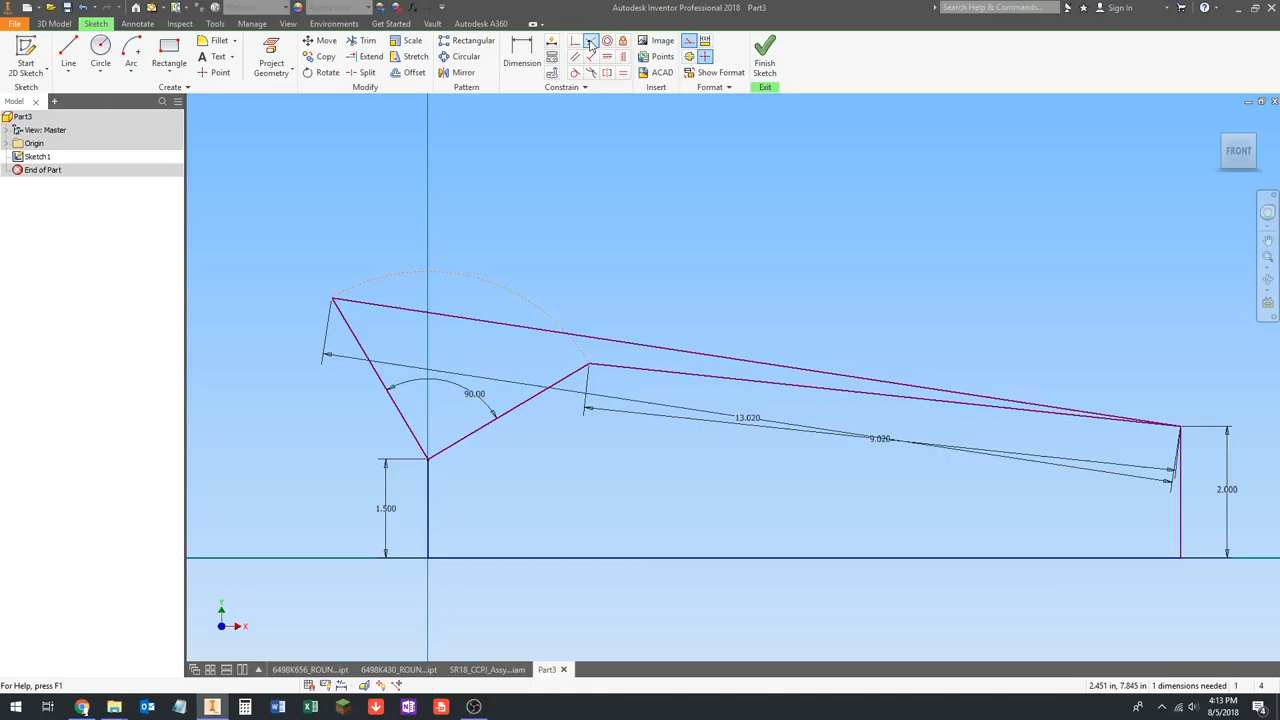 Autodesk Inventor Professional 2018   Part3
Search Help & Commands...
Sign In
File
3D Model
Sketch
Annotate
Inspect
Tools
Manage
View
Environments
Get Started
Vault
Autodesk A360
Start
2D Sketch
Sketch
Line
Circle
Arc
Rectangle
Fillet
Text
Point
Create
Project
Geometry
Move
Copy
Rotate
Trim
Extend
Split
Scale
Stretch
Offset
Modify
Rectangular
Circular
Mirror
Pattern
Dimension
Constrain
Image
Points
ACAD
Insert
Show Format
Format
Finish
Sketch
Exit
Model
Part3
View: Master
Origin
Sketch1
End of Part
FRONT
90.00
13.020
9.020
1.500
2.000
Y
X
6498K656_ROUN...ipt
6498K430_ROUN...ipt
SR18_CCPJ_Assy...iam
Part3
For Help, press F1
2.451 in, 7.845 in
1 dimensions needed
1
4
4:13 PM
8/5/2018